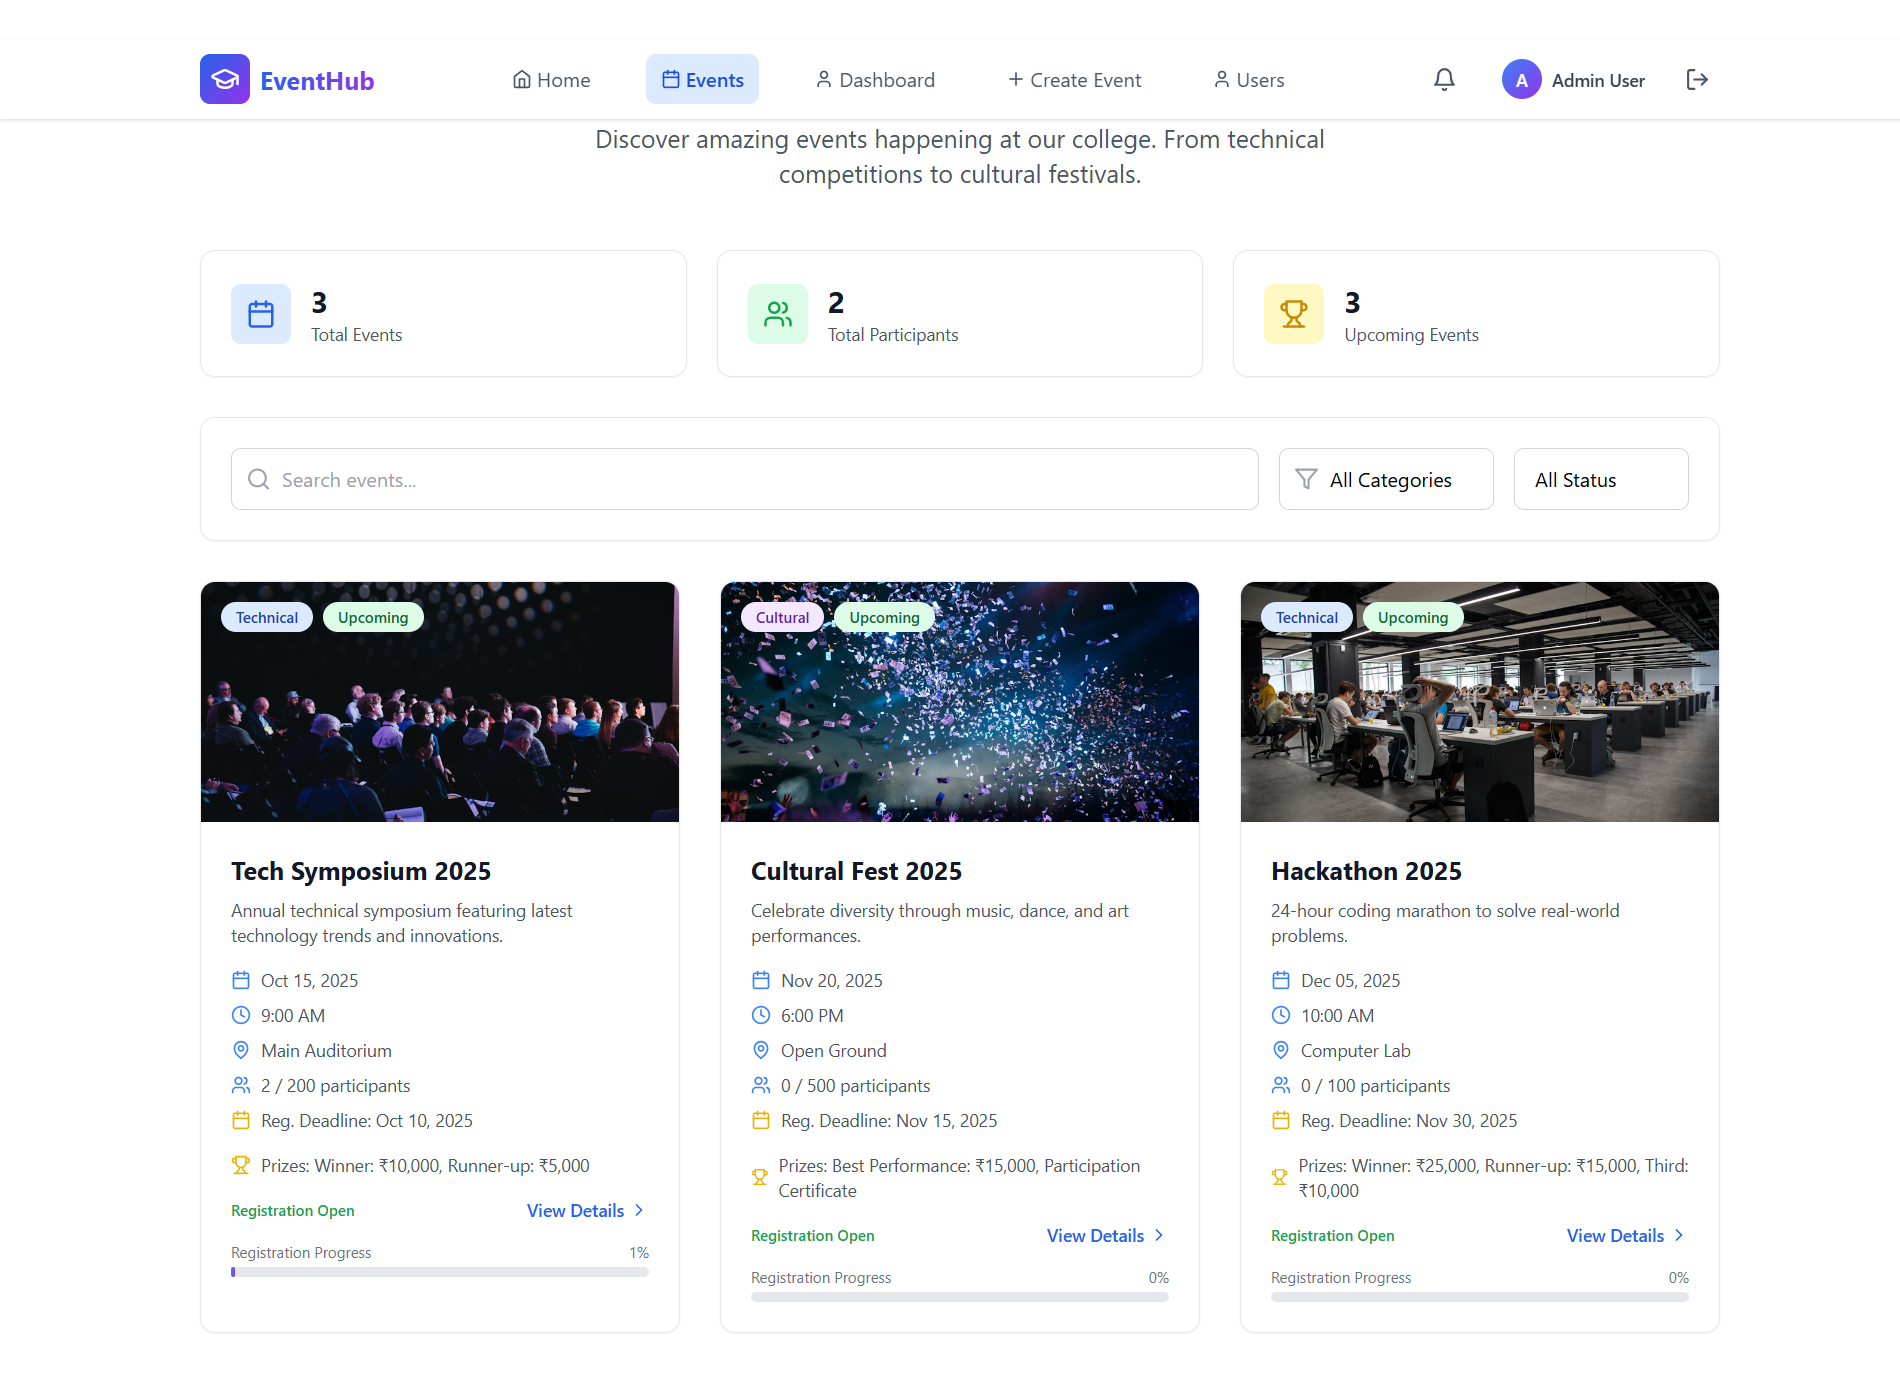 EventHub
Home
Events
Dashboard
Create Event
Users
A
Admin User
Discover amazing events happening at our college. From technical
competitions to cultural festivals.
3
Total Events
2
Total Participants
3
Upcoming Events
Search events...
All Categories
All Status
Technical
Upcoming
Tech Symposium 2025
Annual technical symposium featuring latest
technology trends and innovations.
Oct 15, 2025
9:00 AM
Main Auditorium
2 / 200 participants
Reg. Deadline: Oct 10, 2025
Prizes: Winner: ₹10,000, Runner-up: ₹5,000
Registration Open
View Details
Registration Progress
1%
Cultural
Upcoming
Cultural Fest 2025
Celebrate diversity through music, dance, and art
performances.
Nov 20, 2025
6:00 PM
Open Ground
0 / 500 participants
Reg. Deadline: Nov 15, 2025
Prizes: Best Performance: ₹15,000, Participation
Certificate
Registration Open
View Details
Registration Progress
0%
Technical
Upcoming
Hackathon 2025
24-hour coding marathon to solve real-world
problems.
Dec 05, 2025
10:00 AM
Computer Lab
0 / 100 participants
Reg. Deadline: Nov 30, 2025
Prizes: Winner: ₹25,000, Runner-up: ₹15,000, Third:
₹10,000
Registration Open
View Details
Registration Progress
0%